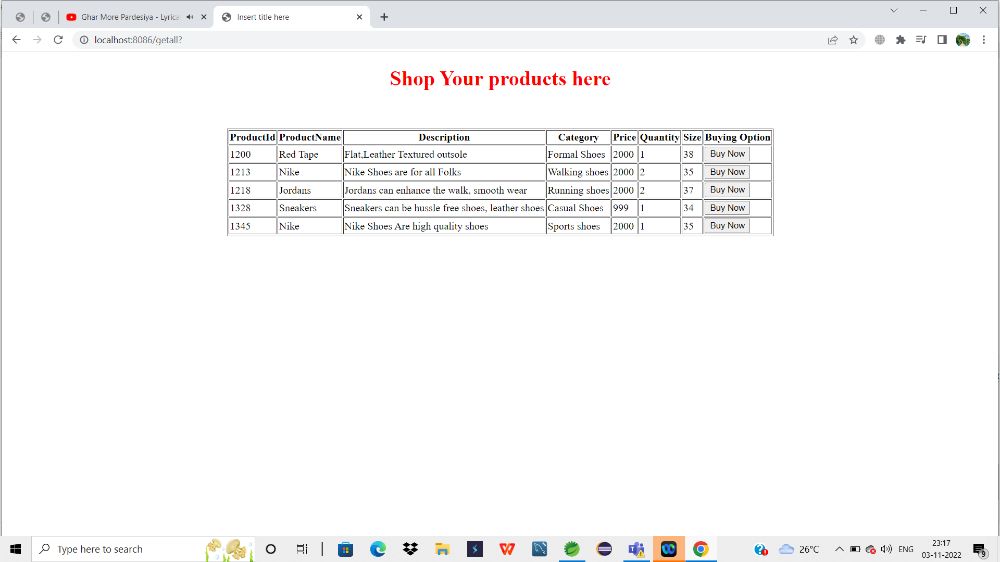 Ghar More Pardesiya - Lyrica
Insert title here
localhost:8086/getall?
Shop Your products here
ProductId ProductName Description Category Price Quantity Size Buying Option
1200 Red Tape Flat,Leather Textured outsole Formal Shoes 2000 1 38 Buy Now
1213 Nike Nike Shoes are for all Folks Walking shoes 2000 2 35 Buy Now
1218 Jordans Jordans can enhance the walk, smooth wear Running shoes 2000 2 37 Buy Now
1328 Sneakers Sneakers can be hussle free shoes, leather shoes Casual Shoes 999 1 34 Buy Now
1345 Nike Nike Shoes Are high quality shoes Sports shoes 2000 1 35 Buy Now
Type here to search
26°C
ENG
23:17
03-11-2022
9